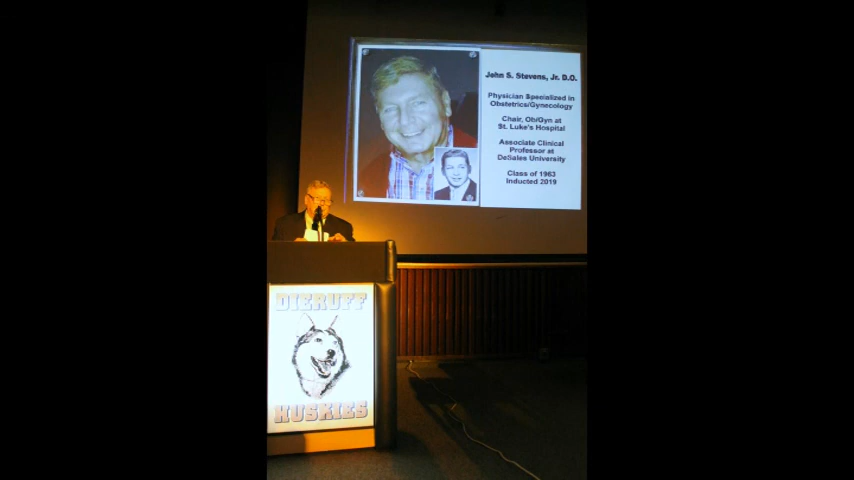 John S. Stevens, Jr. D.O.
Physician Specialized in
Obstetrics/Gynecology
Chair, Ob/Gyn at
St. Luke's Hospital
Associate Clinical
Professor at
DeSales University
Class of 1963
Inducted 2019
DIERUFF
HUSKIES